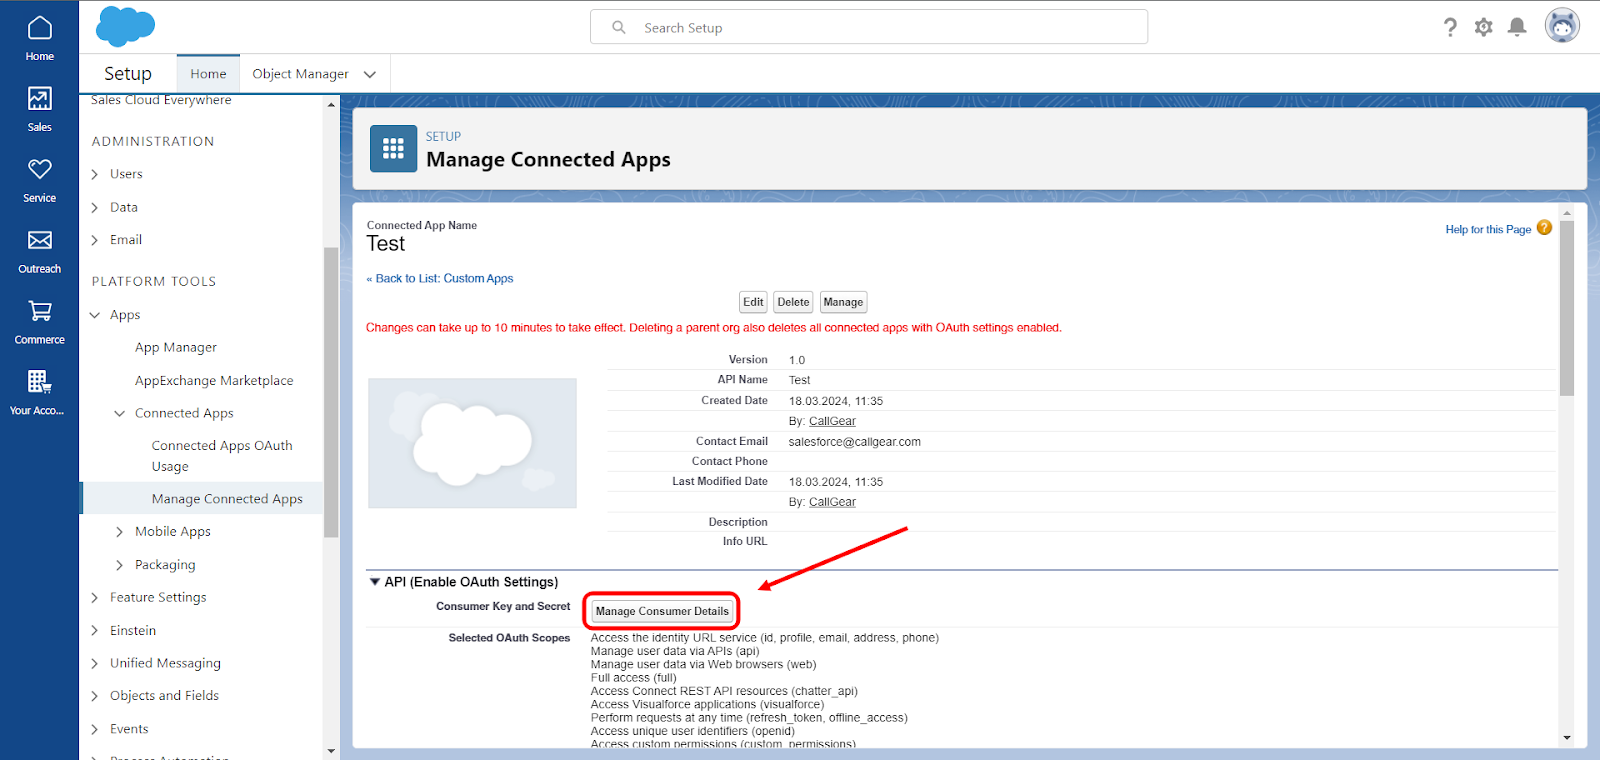 Home
Sales
Service
Outreach
Commerce
Your Acco...
Search Setup
?
Setup
Home
Object Manager
Sales Cloud Everywhere
ADMINISTRATION
Users
Data
Email
PLATFORM TOOLS
Apps
App Manager
AppExchange Marketplace
Connected Apps
Connected Apps OAuth
Usage
Manage Connected Apps
Mobile Apps
Packaging
Feature Settings
Einstein
Unified Messaging
Objects and Fields
Events
Process Automation
SETUP
Manage Connected Apps
Connected App Name
Test
Help for this Page ?
« Back to List: Custom Apps
Edit Delete Manage
Changes can take up to 10 minutes to take effect. Deleting a parent org also deletes all connected apps with OAuth settings enabled.
Version 1.0
API Name Test
Created Date 18.03.2024, 11:35
By: CallGear
Contact Email salesforce@callgear.com
Contact Phone
Last Modified Date 18.03.2024, 11:35
By: CallGear
Description
Info URL
API (Enable OAuth Settings)
Consumer Key and Secret Manage Consumer Details
Selected OAuth Scopes Access the identity URL service (id, profile, email, address, phone)
Manage user data via APIs (api)
Manage user data via Web browsers (web)
Full access (full)
Access Connect REST API resources (chatter_api)
Access Visualforce applications (visualforce)
Perform requests at any time (refresh_token, offline_access)
Access unique user identifiers (openid)
Access custom permissions (custom_permissions)